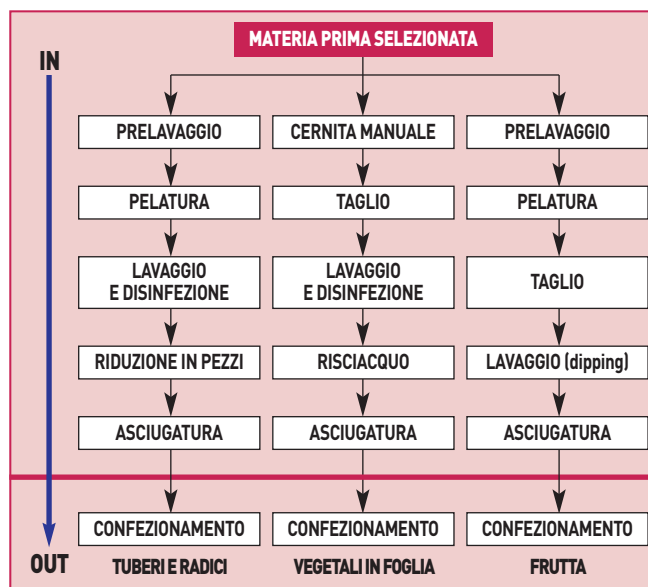 MATERIA PRIMA SELEZIONATA
IN
PRELAVAGGIO
CERNITA MANUALE
PRELAVAGGIO
PELATURA
TAGLIO
PELATURA
LAVAGGIO
E DISINFEZIONE
LAVAGGIO
E DISINFEZIONE
TAGLIO
RIDUZIONE IN PEZZI
RISCIACQUO
LAVAGGIO (dipping)
ASCIUGATURA
ASCIUGATURA
ASCIUGATURA
CONFEZIONAMENTO
CONFEZIONAMENTO
CONFEZIONAMENTO
OUT
TUBERI E RADICI
VEGETALI IN FOGLIA
FRUTTA